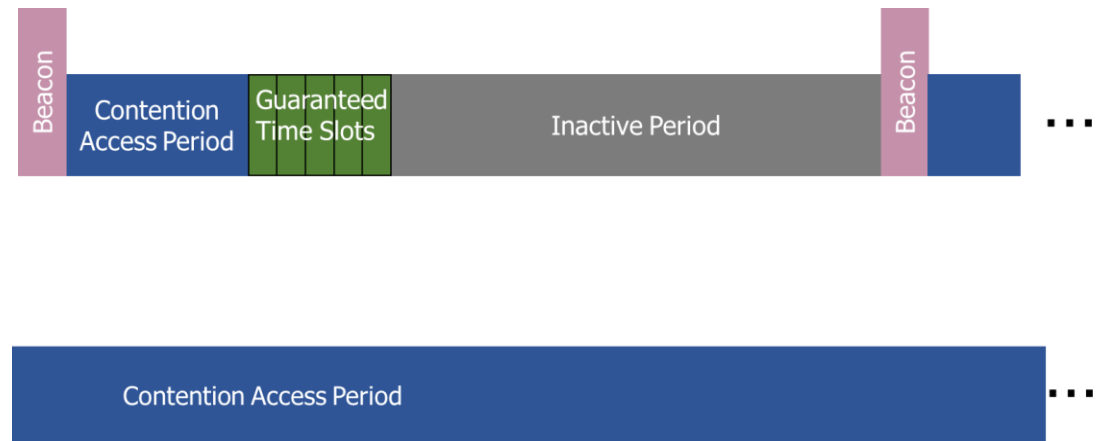 Beacon
Contention
Access Period
Guaranteed
Time Slots
Inactive Period
Beacon
...
Contention Access Period
...